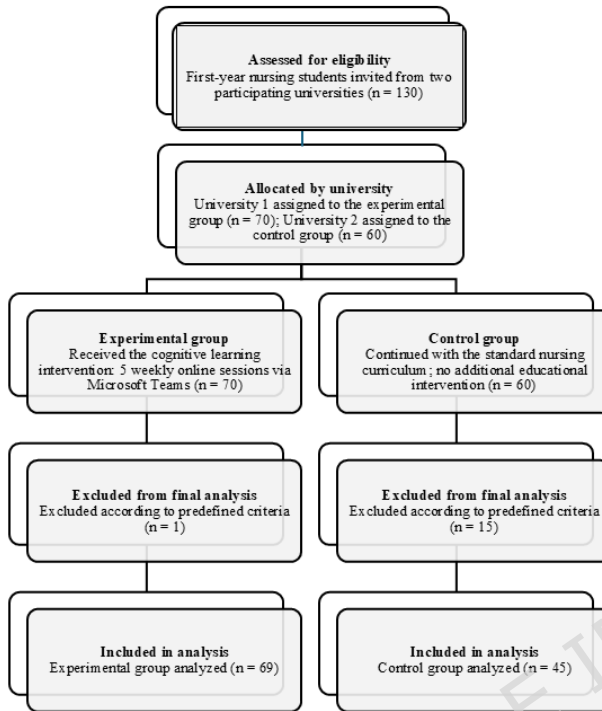 Assessed for eligibility
First-year nursing students invited from two
participating universities (n = 130)
Allocated by university
University 1 assigned to the experimental
group (n = 70); University 2 assigned to the
control group (n = 60)
Experimental group
Received the cognitive learning
intervention: 5 weekly online sessions via
Microsoft Teams (n = 70)
Control group
Continued with the standard nursing
curriculum; no additional educational
intervention (n = 60)
Excluded from final analysis
Excluded according to predefined criteria
(n = 1)
Excluded from final analysis
Excluded according to predefined criteria
(n = 15)
Included in analysis
Experimental group analyzed (n = 69)
Included in analysis
Control group analyzed (n = 45)